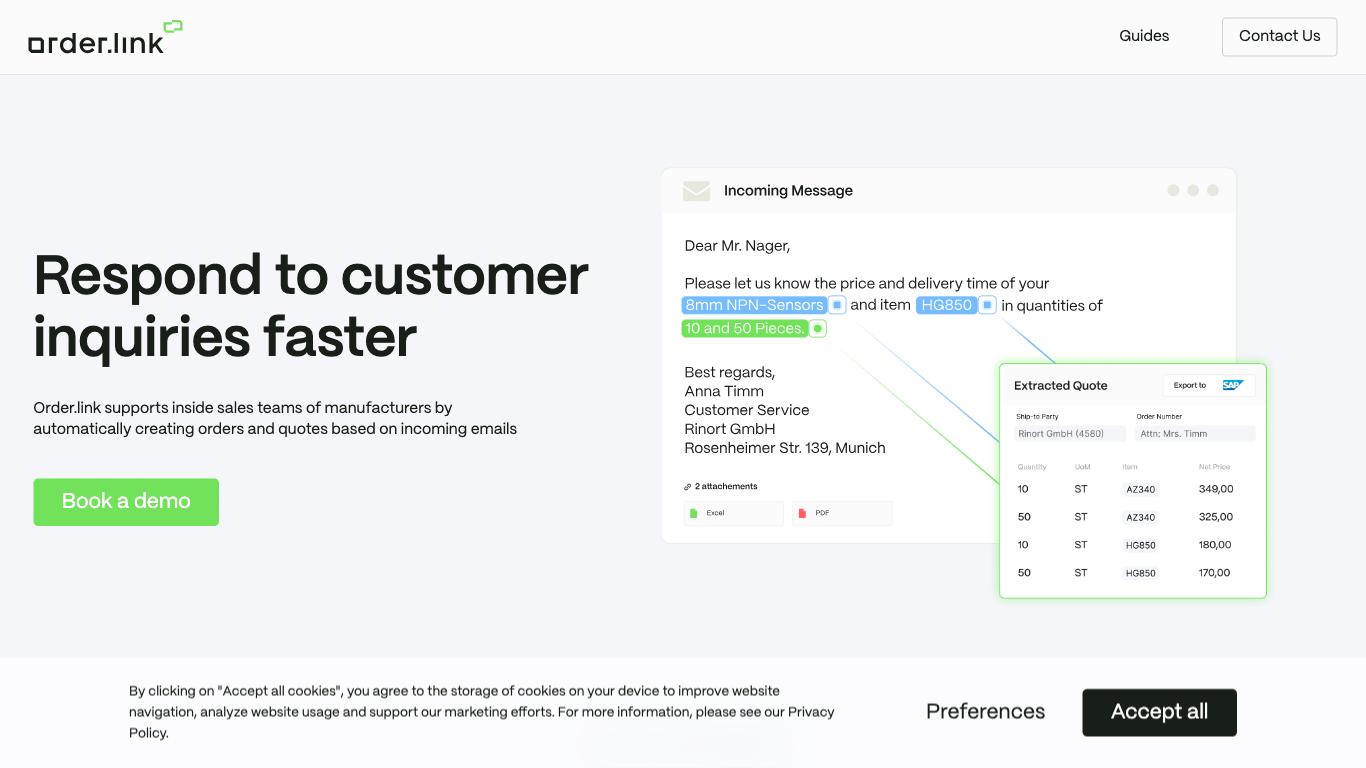 order.link
Guides
Contact Us
Respond to customer
inquiries faster
Order.link supports inside sales teams of manufacturers by
automatically creating orders and quotes based on incoming emails
Book a demo
Incoming Message
Dear Mr. Nager,
Please let us know the price and delivery time of your
8mm NPN-Sensors and item HG850 in quantities of
10 and 50 Pieces.
Best regards,
Anna Timm
Customer Service
Rinort GmbH
Rosenheimer Str. 139, Munich
2 attachements
Excel PDF
Extracted Quote
Export to SAP
Ship-to Party Order Number
Rinort GmbH (4580) Attn: Mrs. Timm
Quantity UoM Item Net Price
10 ST AZ340 349,00
50 ST AZ340 325,00
10 ST HG850 180,00
50 ST HG850 170,00
By clicking on "Accept all cookies", you agree to the storage of cookies on your device to improve website
navigation, analyze website usage and support our marketing efforts. For more information, please see our Privacy
Policy.
Preferences
Accept all